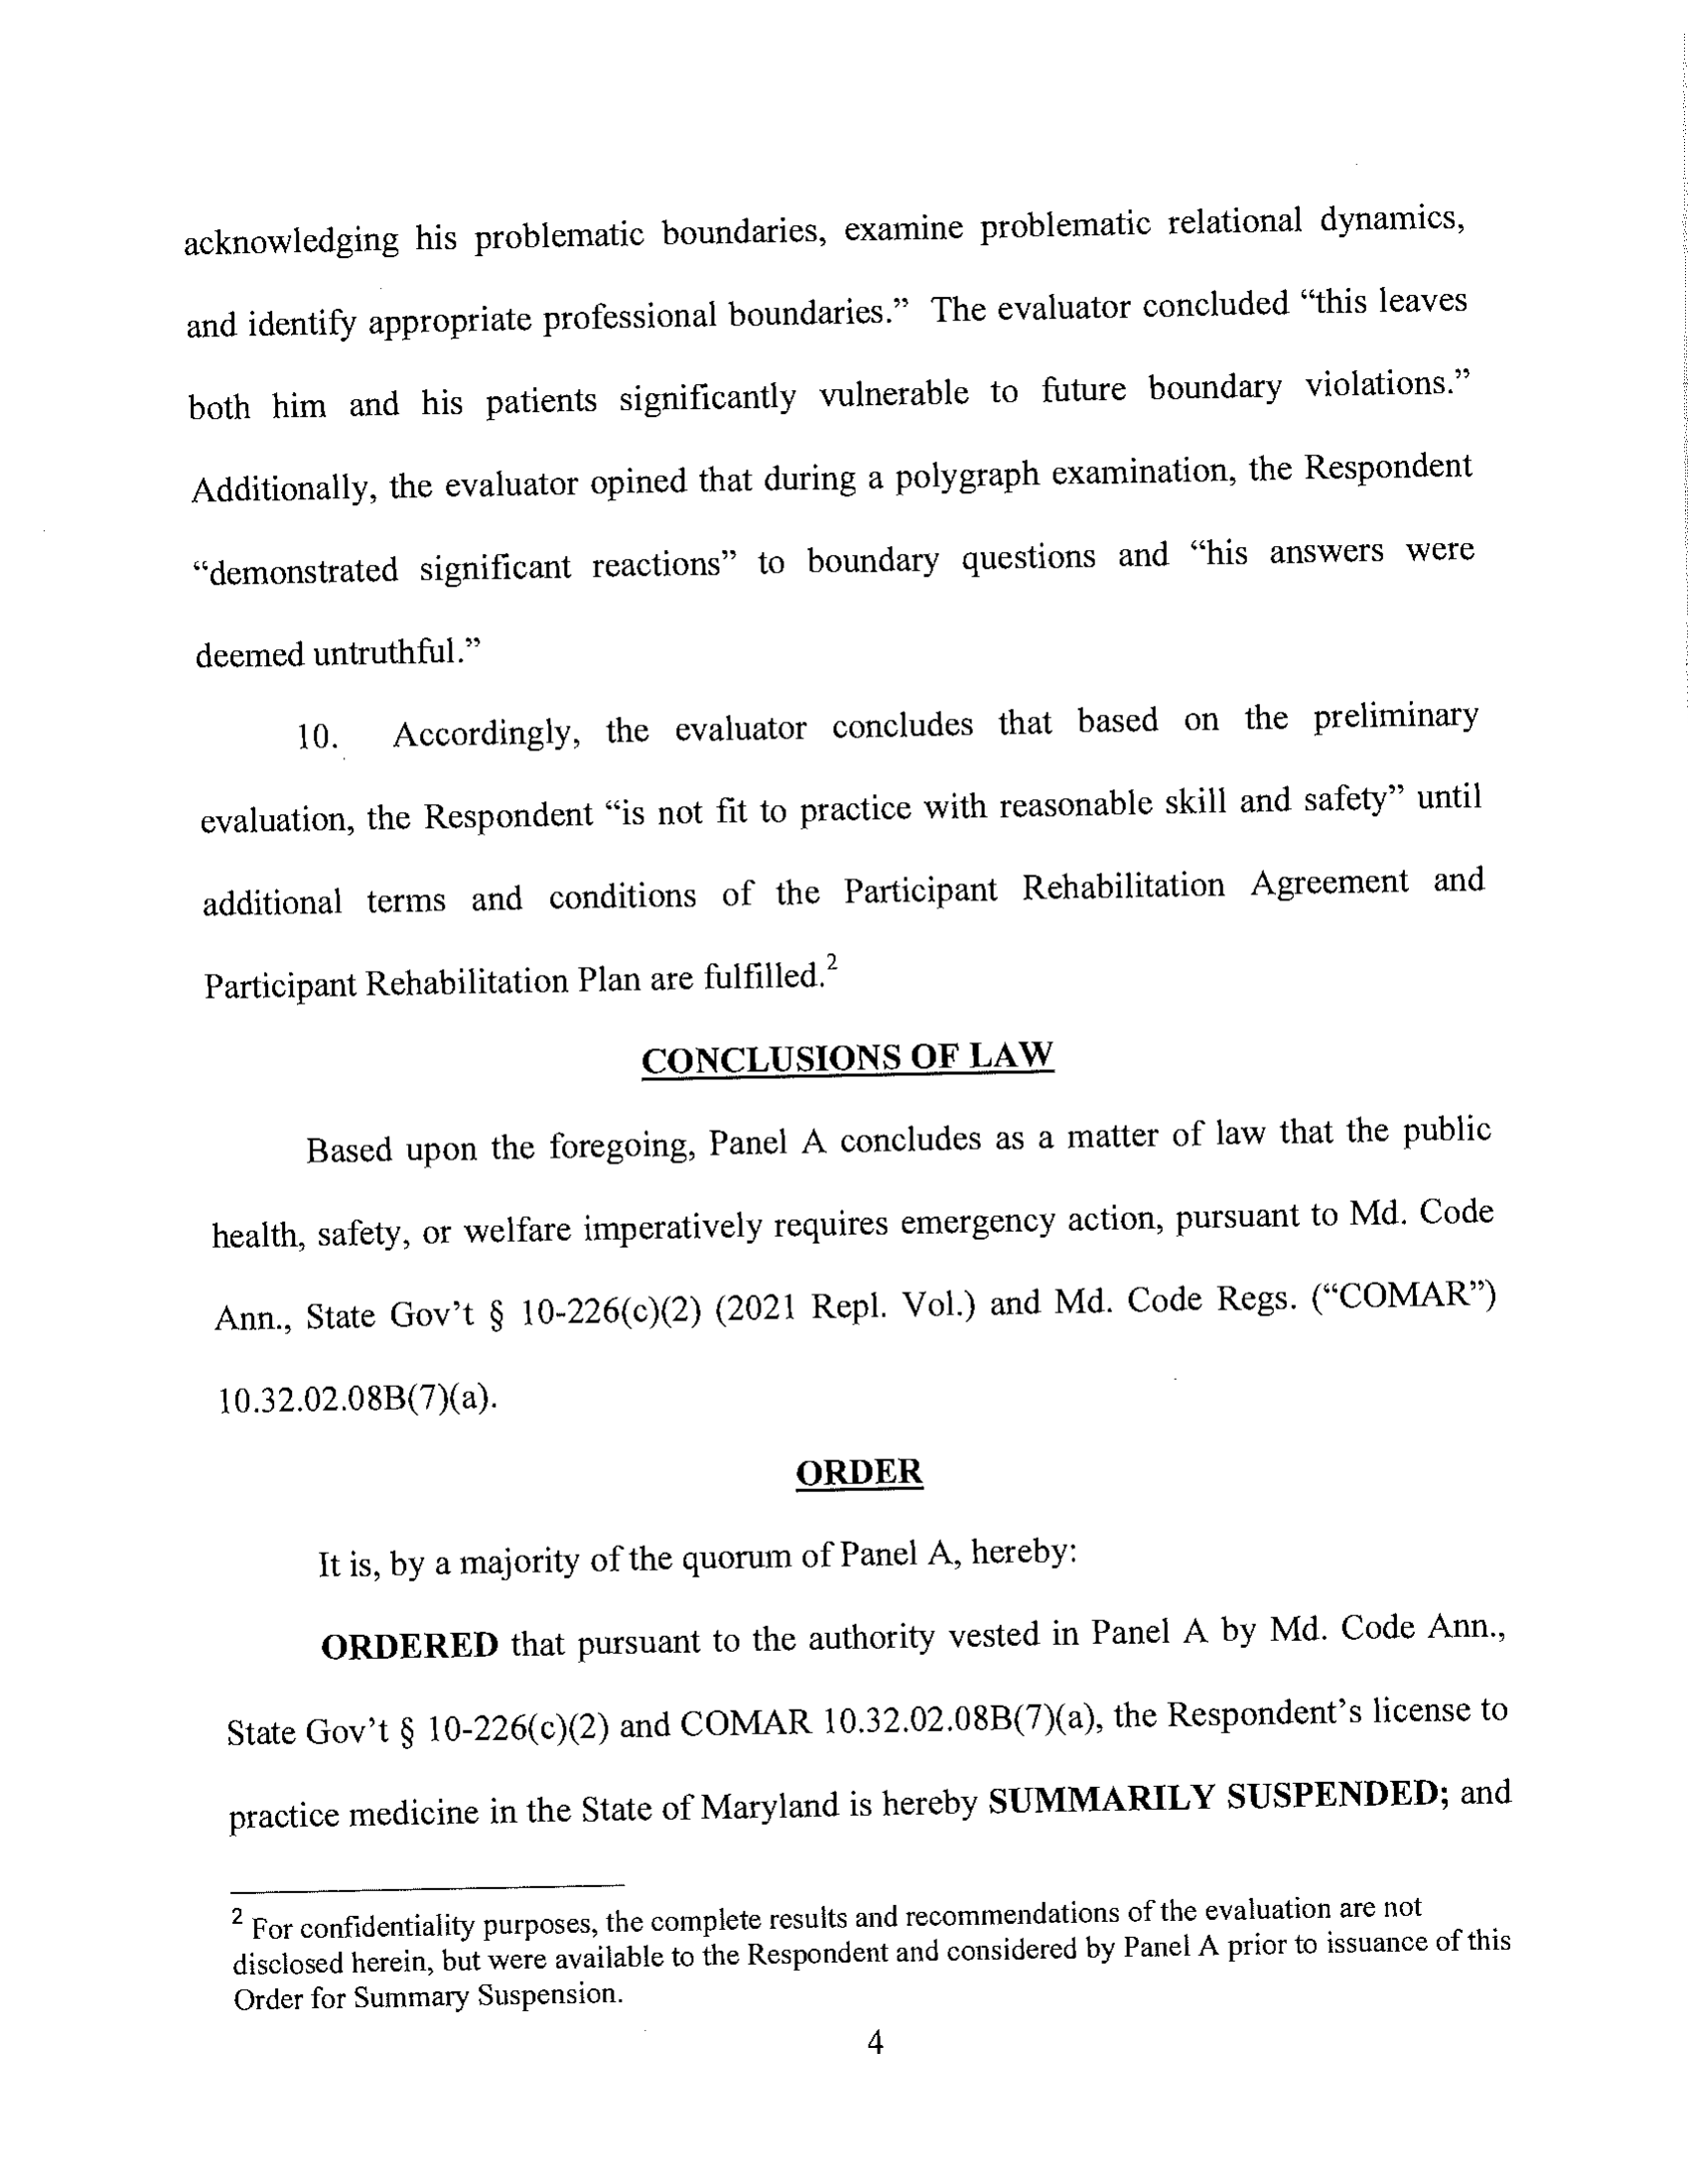 acknowledging his problematic boundaries, examine problematic relational dynamics,
and identify appropriate professional boundaries.” The evaluator concluded “this leaves
both him and his patients significantly vulnerable to future boundary violations.”
Additionally, the evaluator opined that during a polygraph examination, the Respondent
“demonstrated significant reactions” to boundary questions and “his answers were
deemed untruthful.”
10. Accordingly, the evaluator concludes that based on the preliminary
evaluation, the Respondent “is not fit to practice with reasonable skill and safety” until
additional terms and conditions of the Participant Rehabilitation Agreement and
Participant Rehabilitation Plan are fulfilled.²
CONCLUSIONS OF LAW
Based upon the foregoing, Panel A concludes as a matter of law that the public
health, safety, or welfare imperatively requires emergency action, pursuant to Md. Code
Ann., State Gov’t § 10-226(c)(2) (2021 Repl. Vol.) and Md. Code Regs. (“COMAR”)
10.32.02.08B(7)(a).
ORDER
It is, by a majority of the quorum of Panel A, hereby:
ORDERED that pursuant to the authority vested in Panel A by Md. Code Ann.,
State Gov’t § 10-226(c)(2) and COMAR 10.32.02.08B(7)(a), the Respondent’s license to
practice medicine in the State of Maryland is hereby SUMMARILY SUSPENDED; and
² For confidentiality purposes, the complete results and recommendations of the evaluation are not
disclosed herein, but were available to the Respondent and considered by Panel A prior to issuance of this
Order for Summary Suspension.
4